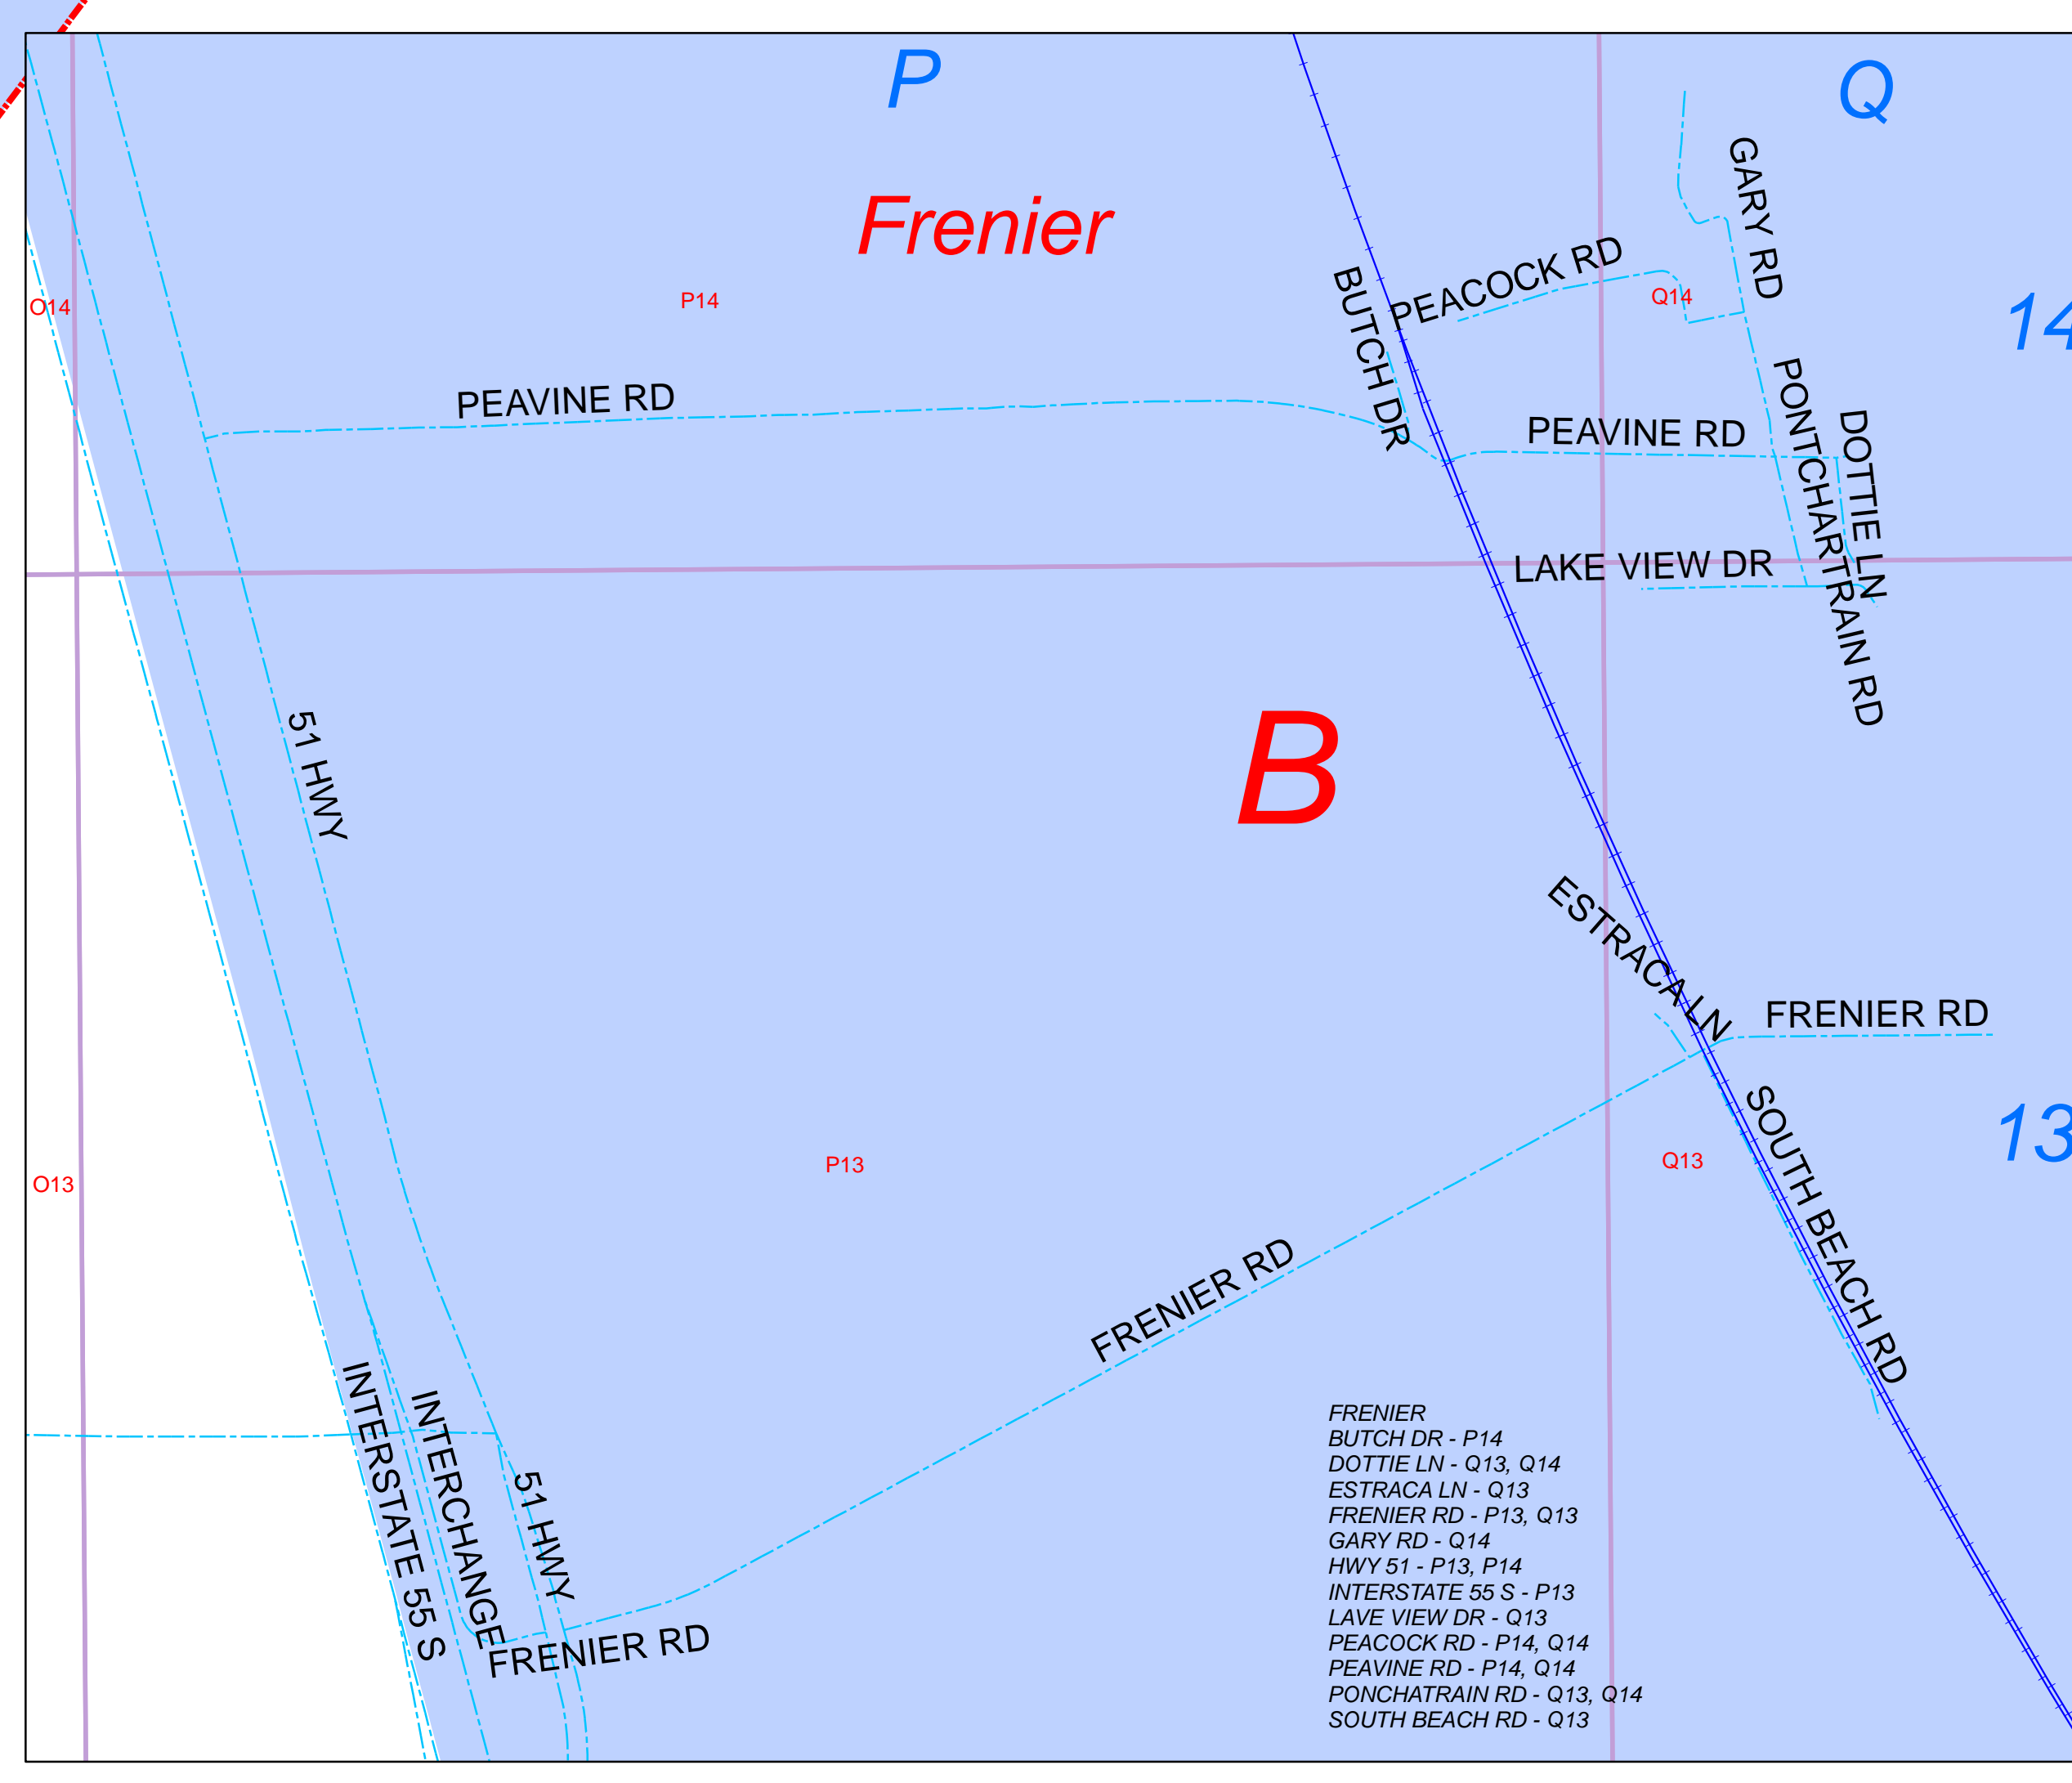 P
Q
Frenier
GARY RD
PEACOCK RD
BUTCH DR
O14
P14
Q14
14
PEAVINE RD
PEAVINE RD
PONTCHARTRAIN RD
DOTTIE LN
LAKE VIEW DR
51 HWY
B
ESTRACA LN
FRENIER RD
SOUTH BEACH RD
13
O13
P13
Q13
FRENIER RD
INTERSTATE 55 S
INTERCHANGE
51 HWY
FRENIER RD
FRENIER
BUTCH DR - P14
DOTTIE LN - Q13, Q14
ESTRACA LN - Q13
FRENIER RD - P13, Q13
GARY RD - Q14
HWY 51 - P13, P14
INTERSTATE 55 S - P13
LAVE VIEW DR - Q13
PEACOCK RD - P14, Q14
PEAVINE RD - P14, Q14
PONCHATRAIN RD - Q13, Q14
SOUTH BEACH RD - Q13